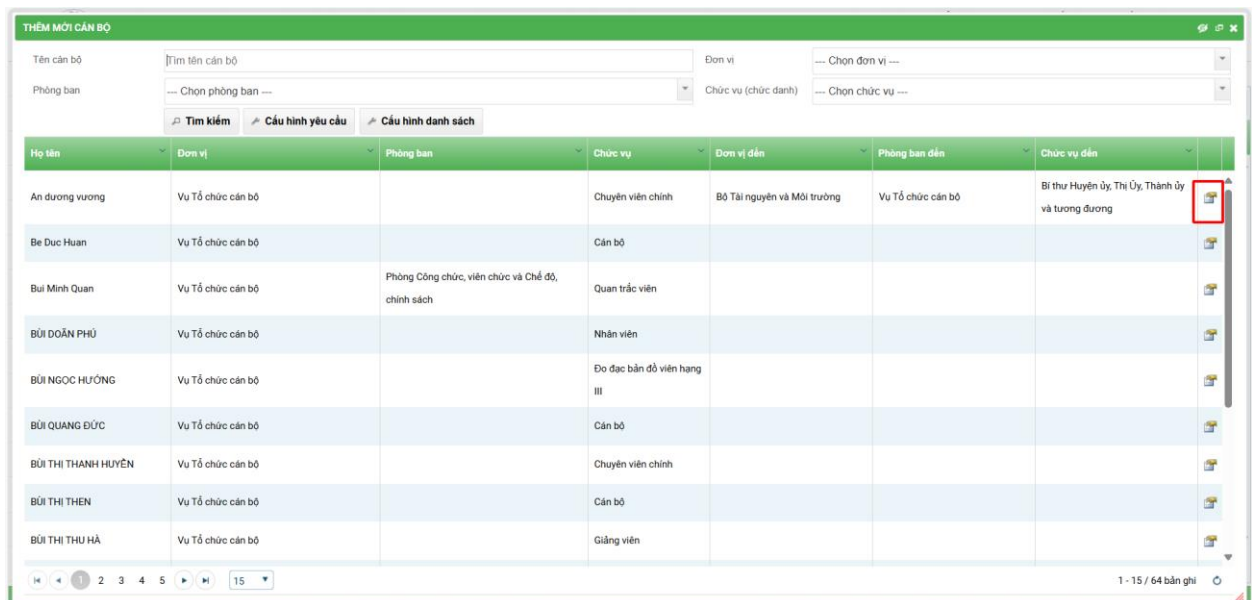 THÊM MỚI CÁN BỘ
Tên cán bộ Tìm tên cán bộ Đơn vị --- Chọn đơn vị ---
Phòng ban --- Chọn phòng ban --- Chức vụ (chức danh) --- Chọn chức vụ ---
Tìm kiếm Cấu hình yêu cầu Cấu hình danh sách
Họ tên Đơn vị Phòng ban Chức vụ Đơn vị đến Phòng ban đến Chức vụ đến
An dương vương Vụ Tổ chức cán bộ Chuyên viên chính Bộ Tài nguyên và Môi trường Vụ Tổ chức cán bộ Bí thư Huyện ủy, Thị Ủy, Thành ủy
và tương đương
Be Duc Huan Vụ Tổ chức cán bộ Cán bộ
Bui Minh Quan Vụ Tổ chức cán bộ Phòng Công chức, viên chức và Chế độ,
chính sách Quan trắc viên
BÙI DOÃN PHÚ Vụ Tổ chức cán bộ Nhân viên
BÙI NGỌC HƯỚNG Vụ Tổ chức cán bộ Đo đạc bản đồ viên hạng
III
BÙI QUANG ĐỨC Vụ Tổ chức cán bộ Cán bộ
BÙI THỊ THANH HUYỀN Vụ Tổ chức cán bộ Chuyên viên chính
BÙI THỊ THEN Vụ Tổ chức cán bộ Cán bộ
BÙI THỊ THU HÀ Vụ Tổ chức cán bộ Giảng viên
1 2 3 4 5 15 1 - 15 / 64 bản ghi